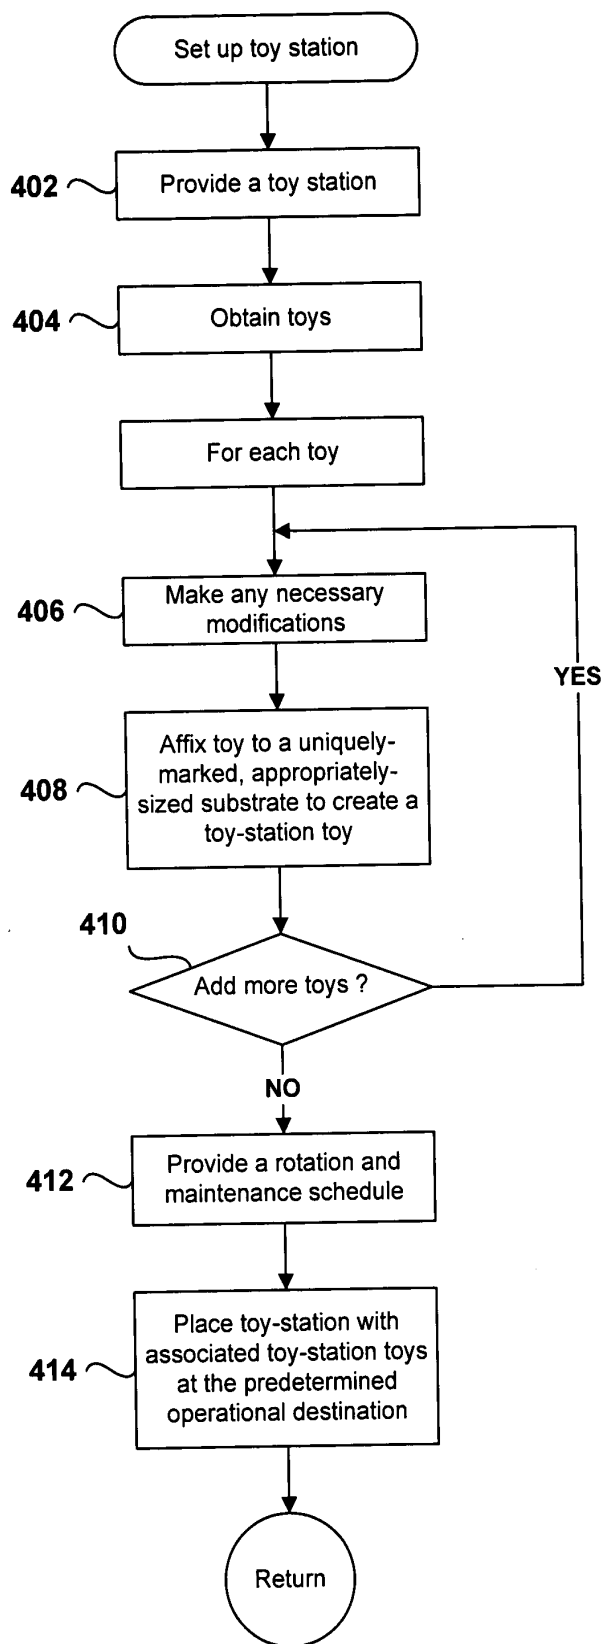 Set up toy station
402
Provide a toy station
404
Obtain toys
For each toy
406
Make any necessary
modifications
YES
408
Affix toy to a uniquely-
marked, appropriately-
sized substrate to create a
toy-station toy
410
Add more toys ?
NO
412
Provide a rotation and
maintenance schedule
414
Place toy-station with
associated toy-station toys
at the predetermined
operational destination
Return